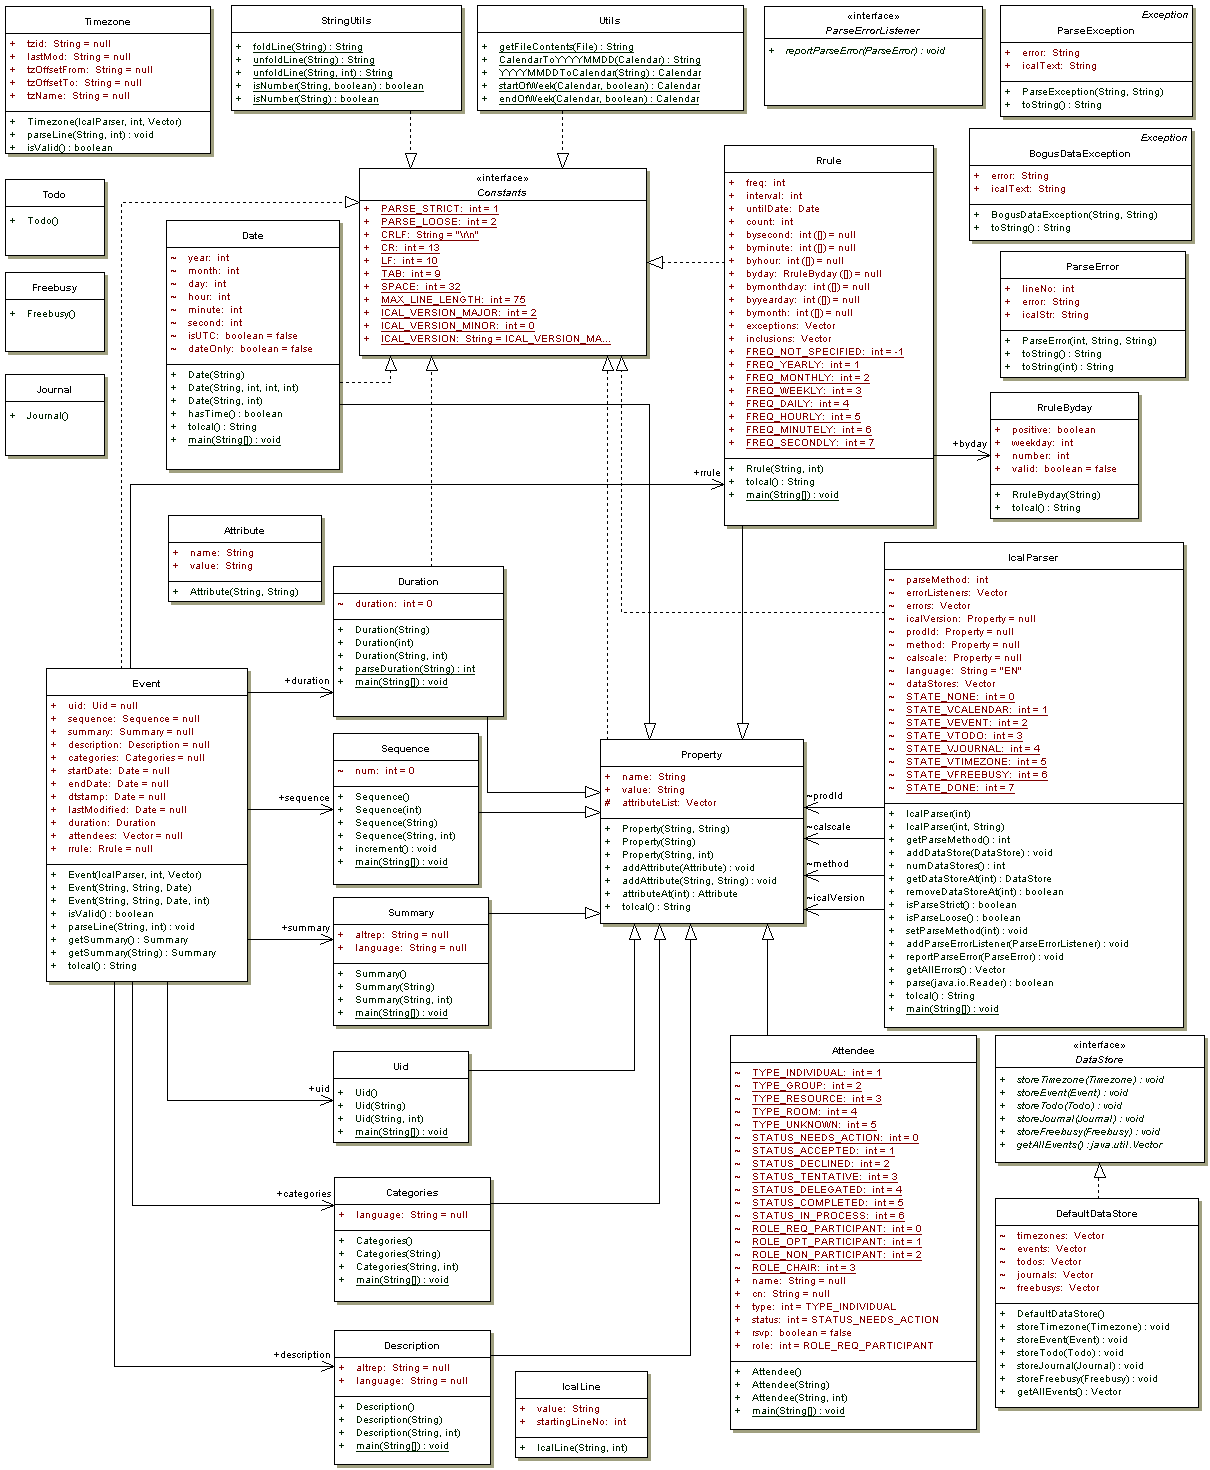 Timezone
+ tzid: String = null
+ lastMod: String = null
+ tzOffsetFrom: String = null
+ tzOffsetTo: String = null
+ tzName: String = null
+ Timezone(IcalParser, int, Vector)
+ parseLine(String, int) : void
+ isValid() : boolean
StringUtils
+ foldLine(String) : String
+ unfoldLine(String) : String
+ unfoldLine(String, int) : String
+ isNumber(String, boolean) : boolean
+ isNumber(String) : boolean
Utils
+ getFileContents(File) : String
+ CalendarToYYYYMMDD(Calendar) : String
+ YYYYMMDDToCalendar(String) : Calendar
+ startOfWeek(Calendar, boolean) : Calendar
+ endOfWeek(Calendar, boolean) : Calendar
«interface»
ParseErrorListener
+ reportParseError(ParseError) : void
Exception
ParseException
+ error: String
+ icalText: String
+ ParseException(String, String)
+ toString() : String
Exception
BogusDataException
+ error: String
+ icalText: String
+ BogusDataException(String, String)
+ toString() : String
Todo
+ Todo()
Freebusy
+ Freebusy()
Journal
+ Journal()
Date
~ year: int
~ month: int
~ day: int
~ hour: int
~ minute: int
~ second: int
~ isUTC: boolean = false
~ dateOnly: boolean = false
+ Date(String)
+ Date(String, int, int, int)
+ Date(String, int)
+ hasTime() : boolean
+ toIcal() : String
+ main(String[]) : void
«interface»
Constants
+ PARSE_STRICT: int = 1
+ PARSE_LOOSE: int = 2
+ CRLF: String = "\r\n"
+ CR: int = 13
+ LF: int = 10
+ TAB: int = 9
+ SPACE: int = 32
+ MAX_LINE_LENGTH: int = 75
+ ICAL_VERSION_MAJOR: int = 2
+ ICAL_VERSION_MINOR: int = 0
+ ICAL_VERSION: String = ICAL_VERSION_MA...
Rrule
+ freq: int
+ interval: int
+ untilDate: Date
+ count: int
+ bysecond: int ([]) = null
+ byminute: int ([]) = null
+ byhour: int ([]) = null
+ byday: RruleByday ([]) = null
+ bymonthday: int ([]) = null
+ byyearday: int ([]) = null
+ bymonth: int ([]) = null
+ exceptions: Vector
+ inclusions: Vector
+ FREQ_NOT_SPECIFIED: int = -1
+ FREQ_YEARLY: int = 1
+ FREQ_MONTHLY: int = 2
+ FREQ_WEEKLY: int = 3
+ FREQ_DAILY: int = 4
+ FREQ_HOURLY: int = 5
+ FREQ_MINUTELY: int = 6
+ FREQ_SECONDLY: int = 7
+ Rrule(String, int)
+ toIcal() : String
+ main(String[]) : void
ParseError
+ lineNo: int
+ error: String
+ icalStr: String
+ ParseError(int, String, String)
+ toString() : String
+ toString(int) : String
+byday
RruleByday
+ positive: boolean
+ weekday: int
+ number: int
+ valid: boolean = false
+ RruleByday(String)
+ toIcal() : String
+rrule
Attribute
+ name: String
+ value: String
+ Attribute(String, String)
Duration
~ duration: int = 0
+ Duration(String)
+ Duration(int)
+ Duration(String, int)
+ parseDuration(String) : int
+ main(String[]) : void
IcalParser
~ parseMethod: int
~ errorListeners: Vector
~ errors: Vector
~ icalVersion: Property = null
~ prodId: Property = null
~ method: Property = null
~ calscale: Property = null
~ language: String = "EN"
~ dataStores: Vector
~ STATE_NONE: int = 0
~ STATE_VCALENDAR: int = 1
~ STATE_VEVENT: int = 2
~ STATE_VTODO: int = 3
~ STATE_VJOURNAL: int = 4
~ STATE_VTIMEZONE: int = 5
~ STATE_VFREEBUSY: int = 6
~ STATE_DONE: int = 7
+ IcalParser(int)
+ IcalParser(int, String)
+ getParseMethod() : int
+ addDataStore(DataStore) : void
+ numDataStores() : int
+ getDataStoreAt(int) : DataStore
+ removeDataStoreAt(int) : boolean
+ isParseStrict() : boolean
+ isParseLoose() : boolean
+ setParseMethod(int) : void
+ addParseErrorListener(ParseErrorListener) : void
+ reportParseError(ParseError) : void
+ getAllErrors() : Vector
+ parse(java.io.Reader) : boolean
+ toIcal() : String
+ main(String[]) : void
Event
+ uid: Uid = null
+ sequence: Sequence = null
+ summary: Summary = null
+ description: Description = null
+ categories: Categories = null
+ startDate: Date = null
+ endDate: Date = null
+ dtstamp: Date = null
+ lastModified: Date = null
+ duration: Duration
+ attendees: Vector = null
+ rrule: Rrule = null
+ Event(IcalParser, int, Vector)
+ Event(String, String, Date)
+ Event(String, String, Date, int)
+ isValid() : boolean
+ parseLine(String, int) : void
+ getSummary() : Summary
+ getSummary(String) : Summary
+ toIcal() : String
+duration
+sequence
+summary
+uid
+categories
+description
Sequence
~ num: int = 0
+ Sequence()
+ Sequence(int)
+ Sequence(String)
+ Sequence(String, int)
+ increment() : void
+ main(String[]) : void
Property
+ name: String
+ value: String
# attributeList: Vector
+ Property(String, String)
+ Property(String)
+ Property(String, int)
+ addAttribute(Attribute) : void
+ addAttribute(String, String) : void
+ attributeAt(int) : Attribute
+ toIcal() : String
~prodId
~calscale
~method
~icalVersion
Summary
+ altrep: String = null
+ language: String = null
+ Summary()
+ Summary(String)
+ Summary(String, int)
+ main(String[]) : void
Uid
+ Uid()
+ Uid(String)
+ Uid(String, int)
+ main(String[]) : void
Categories
+ language: String = null
+ Categories()
+ Categories(String)
+ Categories(String, int)
+ main(String[]) : void
Description
+ altrep: String = null
+ language: String = null
+ Description()
+ Description(String)
+ Description(String, int)
+ main(String[]) : void
IcalLine
+ value: String
+ startingLineNo: int
+ IcalLine(String, int)
Attendee
~ TYPE_INDIVIDUAL: int = 1
~ TYPE_GROUP: int = 2
~ TYPE_RESOURCE: int = 3
~ TYPE_ROOM: int = 4
~ TYPE_UNKNOWN: int = 5
~ STATUS_NEEDS_ACTION: int = 0
~ STATUS_ACCEPTED: int = 1
~ STATUS_DECLINED: int = 2
~ STATUS_TENTATIVE: int = 3
~ STATUS_DELEGATED: int = 4
~ STATUS_COMPLETED: int = 5
~ STATUS_IN_PROCESS: int = 6
~ ROLE_REQ_PARTICIPANT: int = 0
~ ROLE_OPT_PARTICIPANT: int = 1
~ ROLE_NON_PARTICIPANT: int = 2
~ ROLE_CHAIR: int = 3
+ name: String = null
+ cn: String = null
+ type: int = TYPE_INDIVIDUAL
+ status: int = STATUS_NEEDS_ACTION
+ rsvp: boolean = false
+ role: int = ROLE_REQ_PARTICIPANT
+ Attendee()
+ Attendee(String)
+ Attendee(String, int)
+ main(String[]) : void
«interface»
DataStore
+ storeTimezone(Timezone) : void
+ storeEvent(Event) : void
+ storeTodo(Todo) : void
+ storeJournal(Journal) : void
+ storeFreebusy(Freebusy) : void
+ getAllEvents() : java.util.Vector
DefaultDataStore
~ timezones: Vector
~ events: Vector
~ todos: Vector
~ journals: Vector
~ freebusys: Vector
+ DefaultDataStore()
+ storeTimezone(Timezone) : void
+ storeEvent(Event) : void
+ storeTodo(Todo) : void
+ storeJournal(Journal) : void
+ storeFreebusy(Freebusy) : void
+ getAllEvents() : Vector